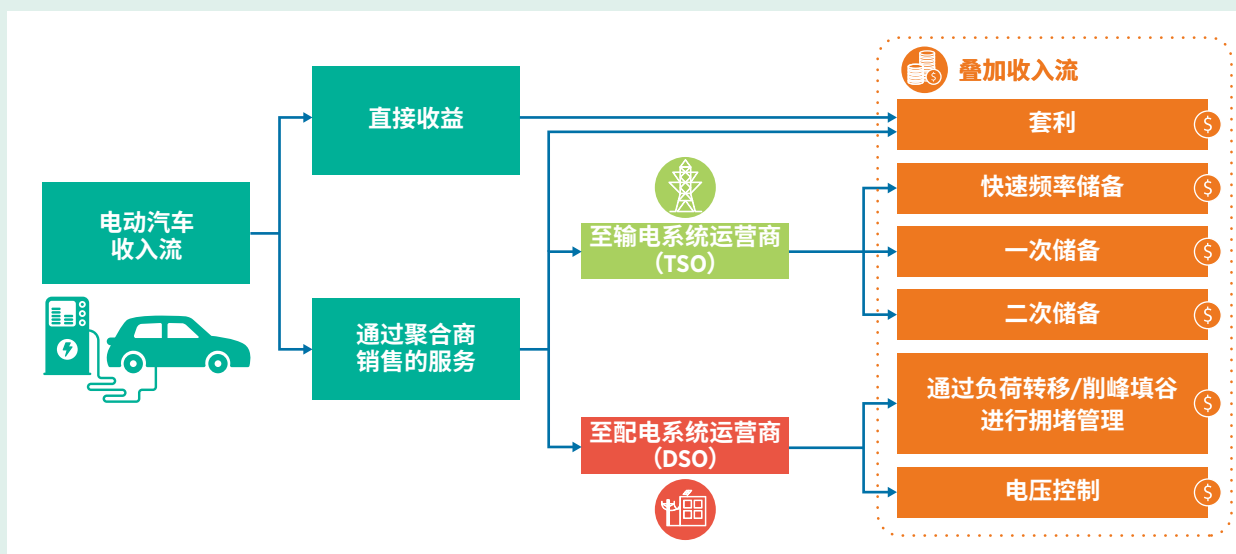 叠加收入流
直接收益
套利
电动汽车
收入流
快速频率储备
至输电系统运营商
（TSO）
一次储备
二次储备
通过聚合商
销售的服务
通过负荷转移/削峰填谷
进行拥堵管理
至配电系统运营商
（DSO）
电压控制